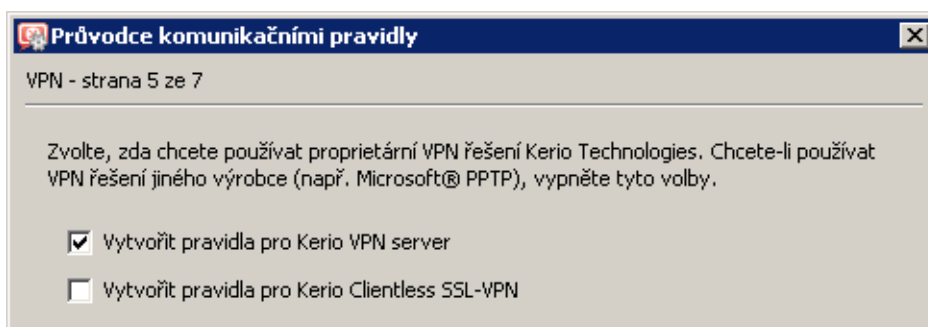 Průvodce komunikačními pravidly
VPN - strana 5 ze 7
Zvolte, zda chcete používat proprietární VPN řešení Kerio Technologies. Chcete-li používat
VPN řešení jiného výrobce (např. Microsoft® PPTP), vypněte tyto volby.
Vytvořit pravidla pro Kerio VPN server
Vytvořit pravidla pro Kerio Clientless SSL-VPN